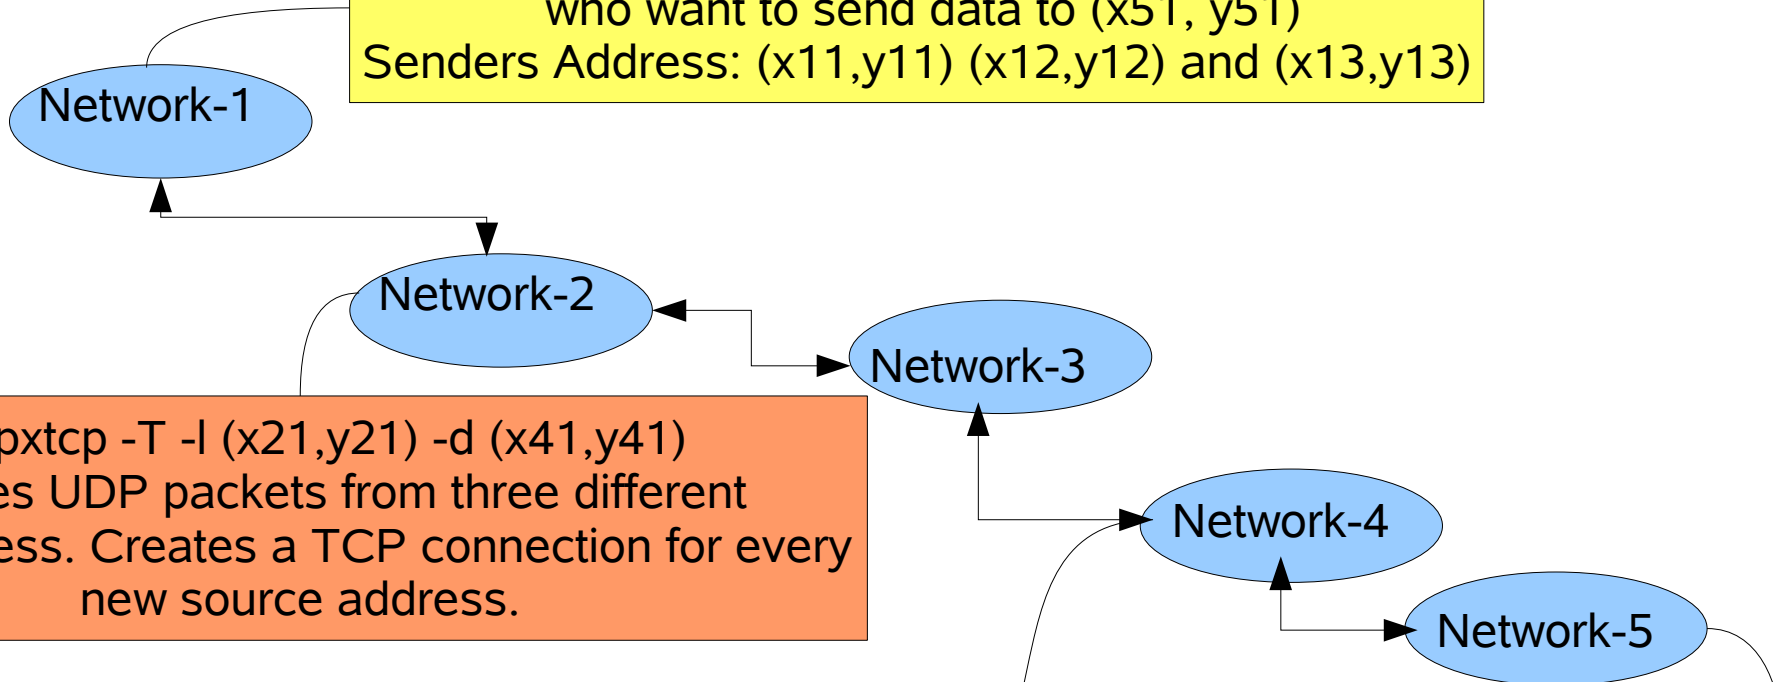 who want to send data to (x51, y51)
Senders Address: (x11,y11) (x12,y12) and (x13,y13)
Network-1
Network-2
Network-3
pxtcp -T -l (x21,y21) -d (x41,y41)
es UDP packets from three different
ess. Creates a TCP connection for every
new source address.
Network-4
Network-5